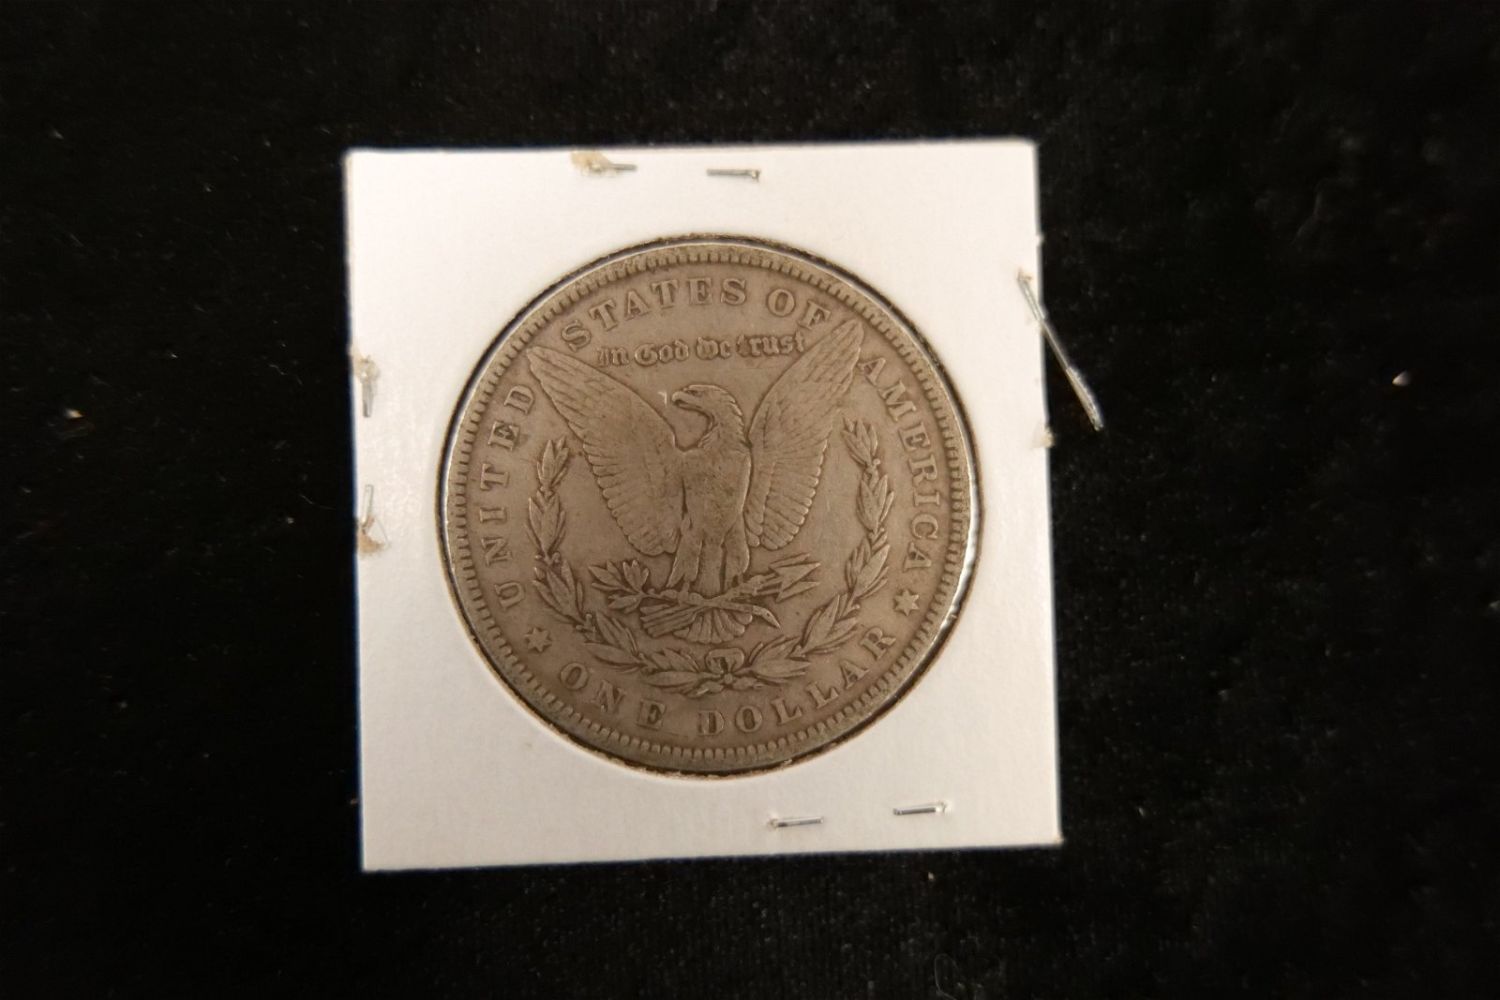 UNITED STATES OF AMERICA
In God we trust
ONE DOLLAR